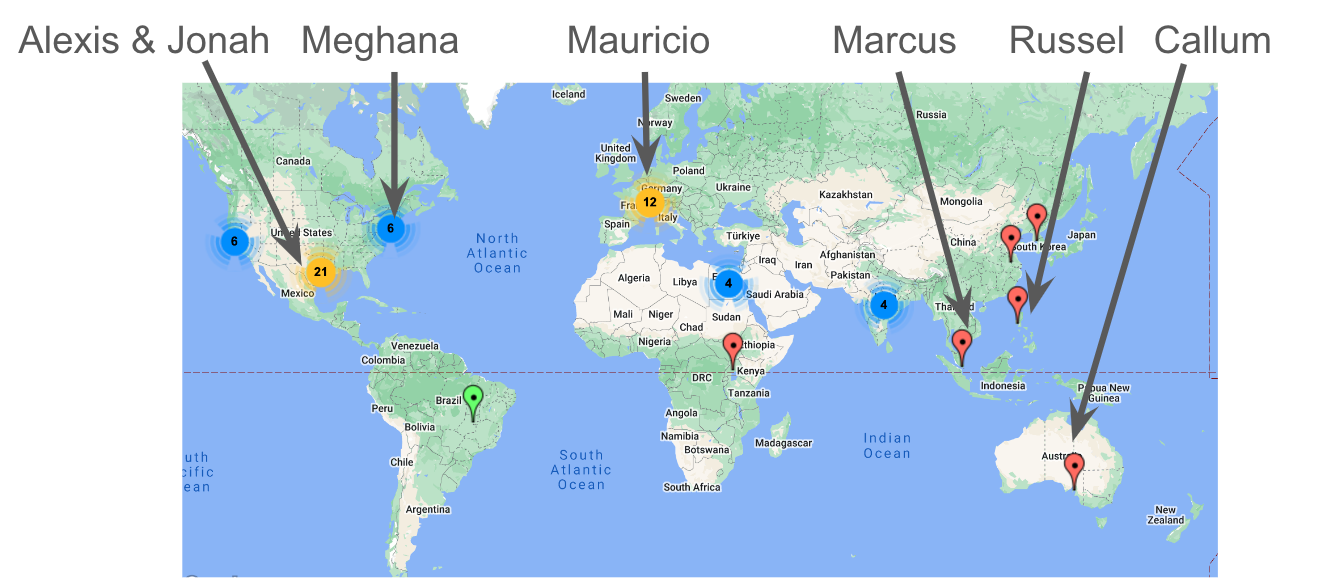 Alexis & Jonah Meghana Mauricio Marcus Russel Callum
Iceland
Sweden
Norway
Russia
United
Kingdom
Canada
Poland
Germany
Ukraine
Kazakhstan
Mongolia
12
Fra
Italy
Spain
6
United States
6
North
Atlantic
Ocean
Türkiye
China
South Korea
Japan
Iraq
Iran
Afghanistan
Pakistan
21
Mexico
Algeria
Libya
E
4
Saudi Arabia
4
Thailand
Mali
Niger
Sudan
Chad
Nigeria
Ethiopia
Venezuela
Colombia
DRC
Kenya
Indonesia
Papua New
Guinea
Tanzania
Brazil
Peru
Bolivia
Angola
Namibia
Botswana
Madagascar
Indian
Ocean
Chile
South
Atlantic
Ocean
Australia
uth
cific
ean
South Africa
Argentina
New
Zealand